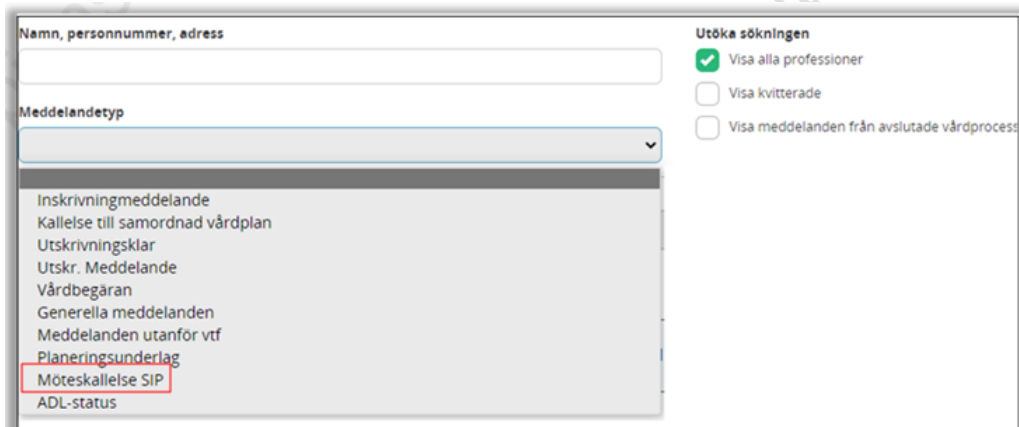 Namn, personnummer, adress
Meddelandetyp
Inskrivningmeddelande
Kallelse till samordnad vårdplan
Utskrivningsklar
Utskr. Meddelande
Vårdbegäran
Generella meddelanden
Meddelanden utanför vtf
Planeringsunderlag
Möteskallelse SIP
ADL-status
Utöka sökningen
Visa alla professioner
Visa kvitterade
Visa meddelanden från avslutade vårdprocess